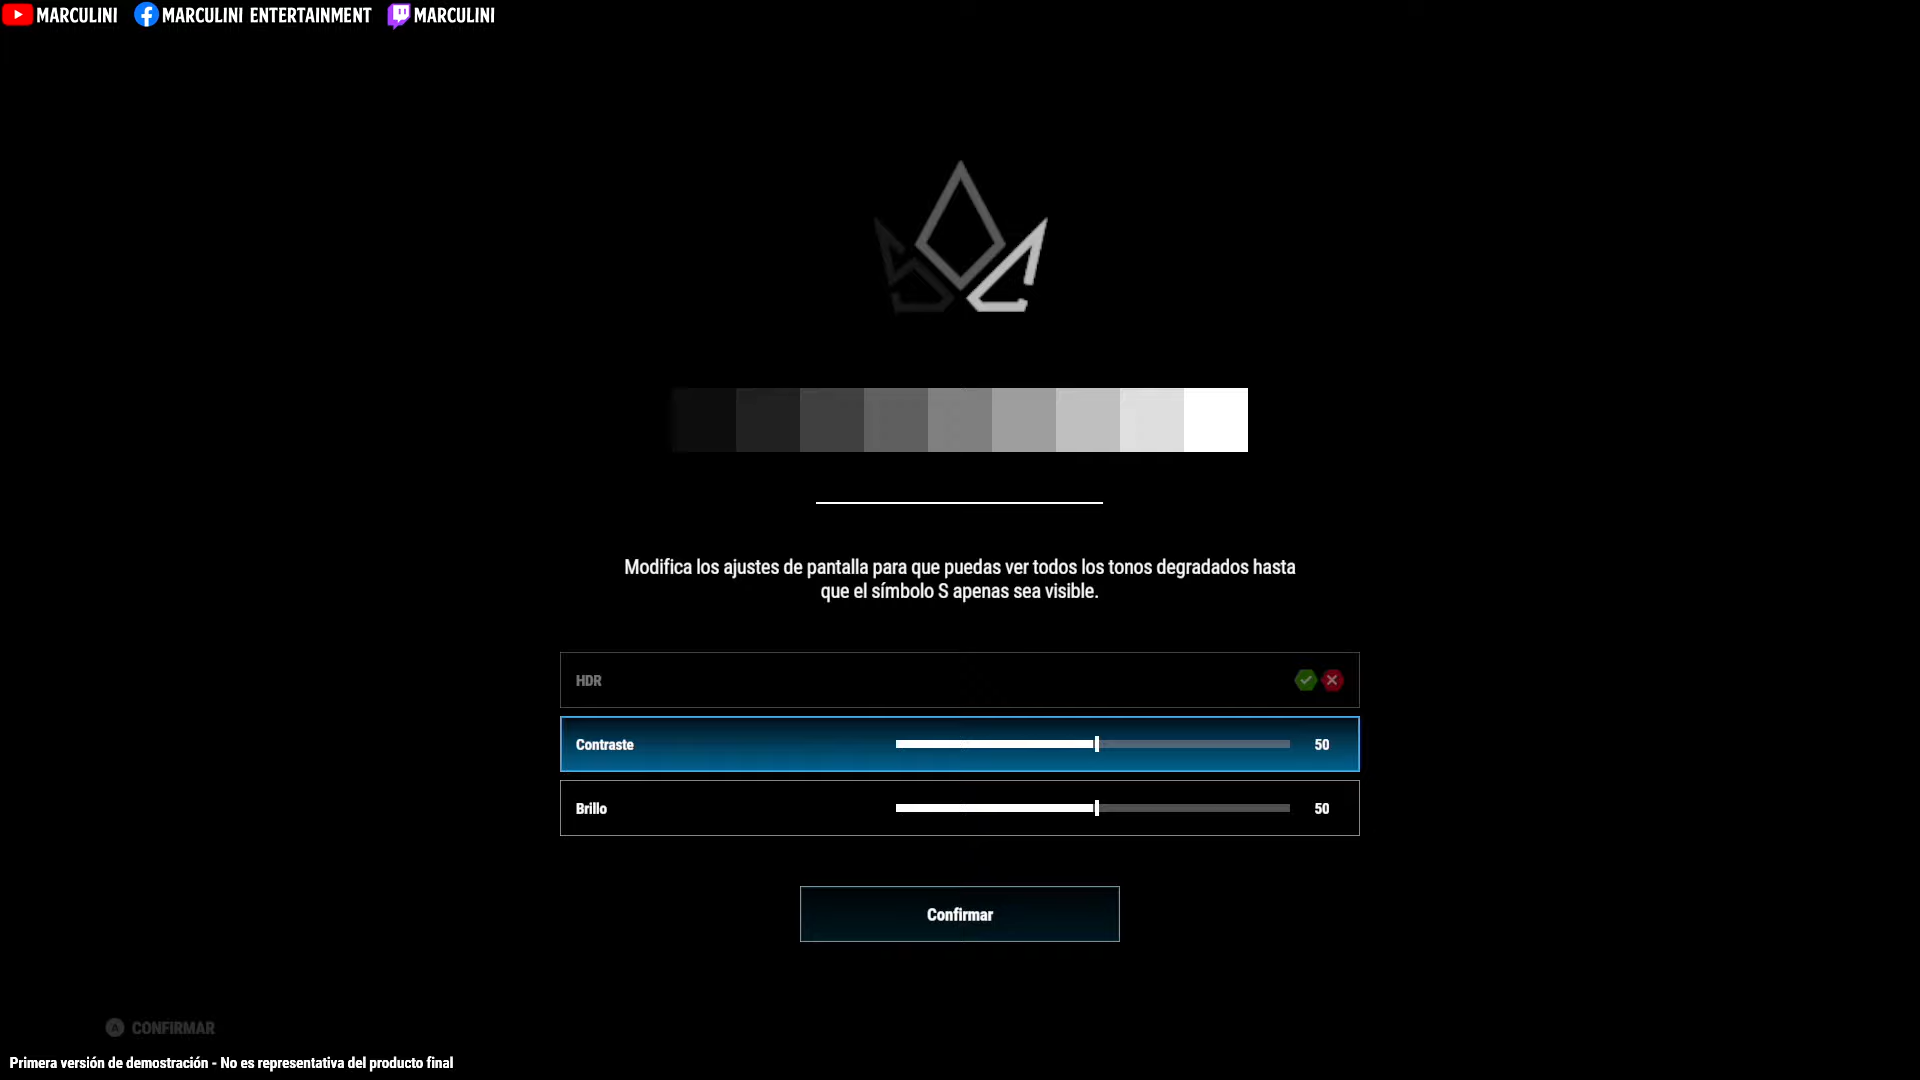 MARCULINI MARCULINI ENTERTAINMENT MARCULINI
Modifica los ajustes de pantalla para que puedas ver todos los tonos degradados hasta
que el símbolo S apenas sea visible.
HDR
Contraste 50
Brillo 50
Confirmar
A CONFIRMAR
Primera versión de demostración - No es representativa del producto final